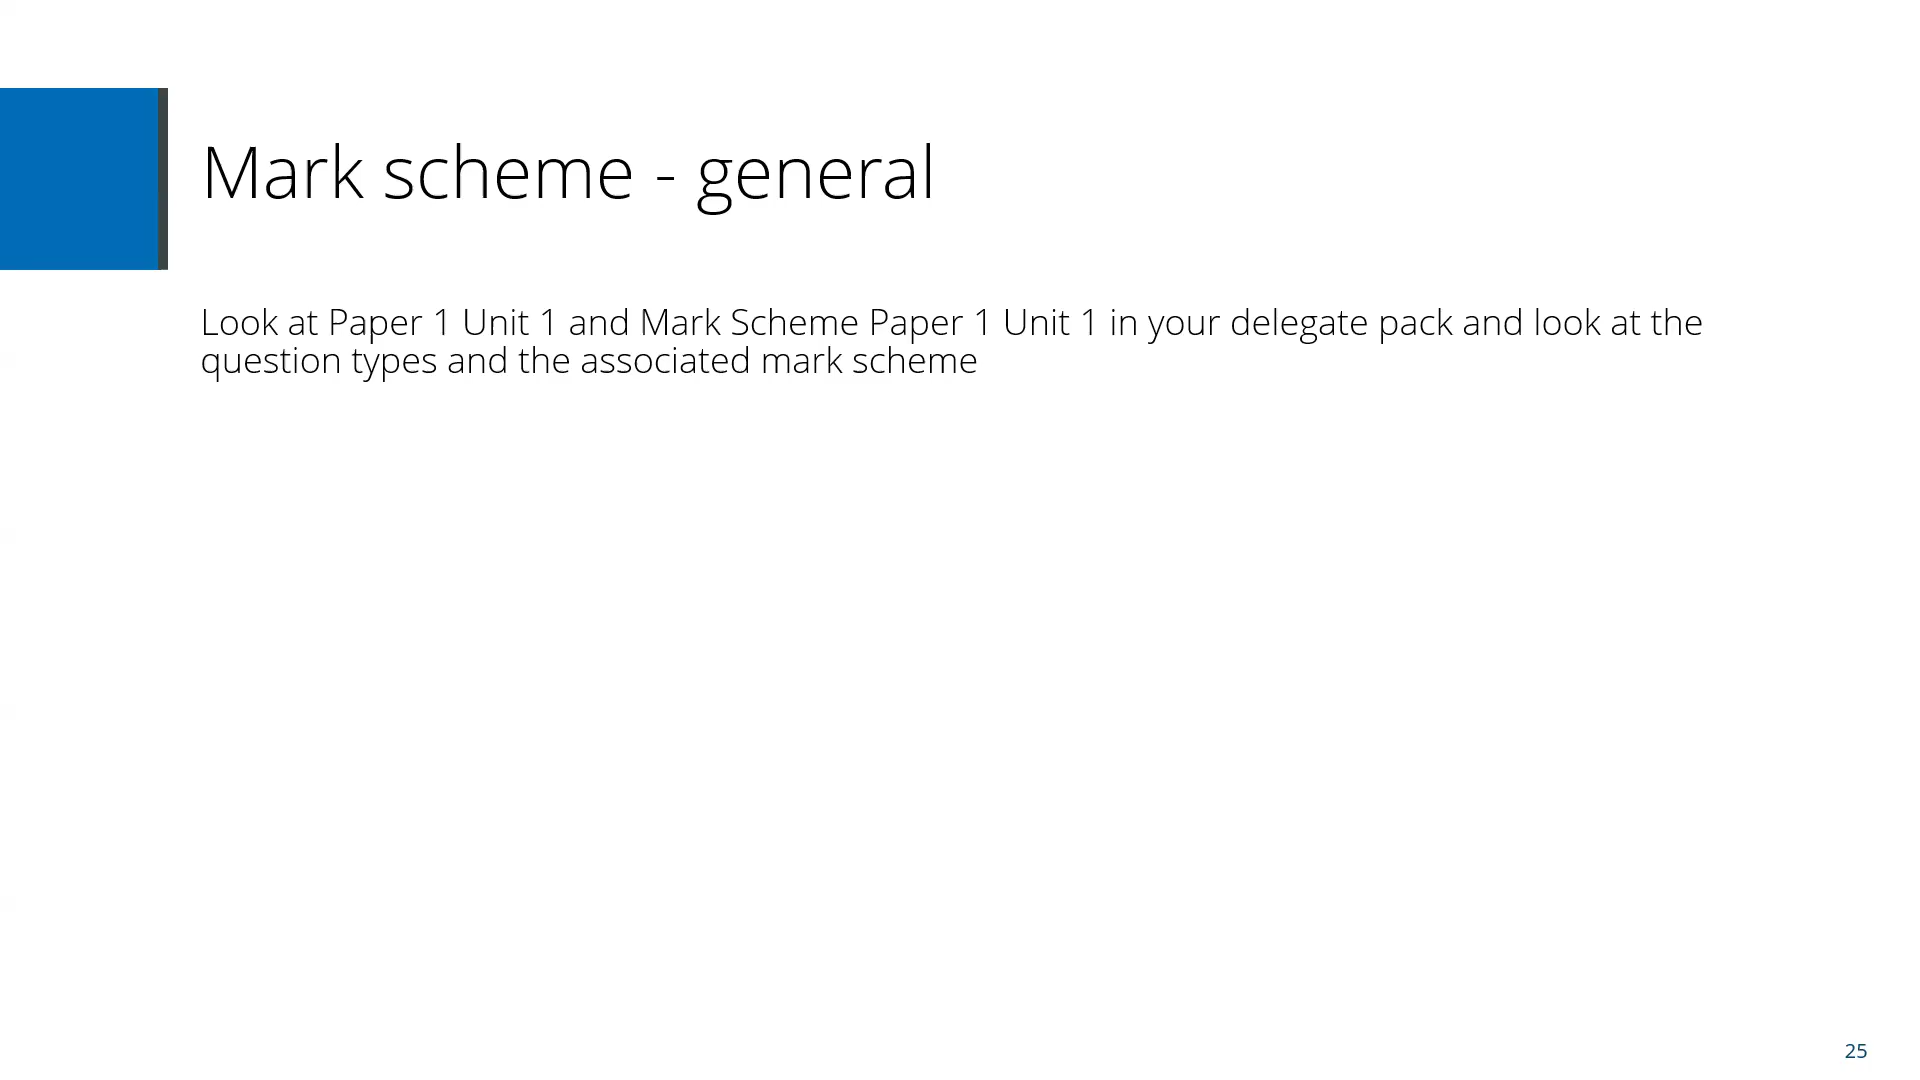 Mark scheme - general
Look at Paper 1 Unit 1 and Mark Scheme Paper 1 Unit 1 in your delegate pack and look at the
question types and the associated mark scheme
25